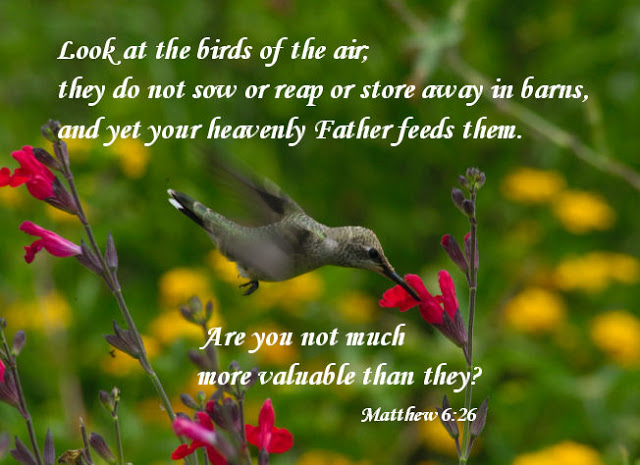 Look at the birds of the air;
they do not sow or reap or store away in barns,
and yet your heavenly Father feeds them.
Are you not much
more valuable than they?
Matthew 6:26